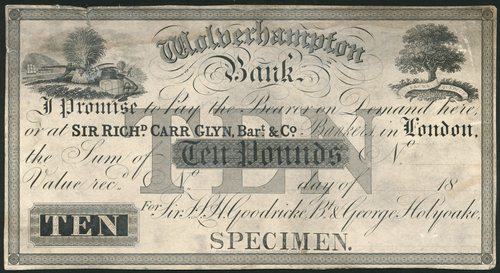 Wolverhampton
Bank.
I Promise to Pay the Bearer on Demand here,
or at SIR RICHD. CARR GLYN, Bart. & Co. Bankers in London,
the Sum of Ten Pounds No.
TEN
Value recd. No. day of 18
For Sir F. H. Goodricke, Bt. & George Holyoake,
TEN
SPECIMEN.